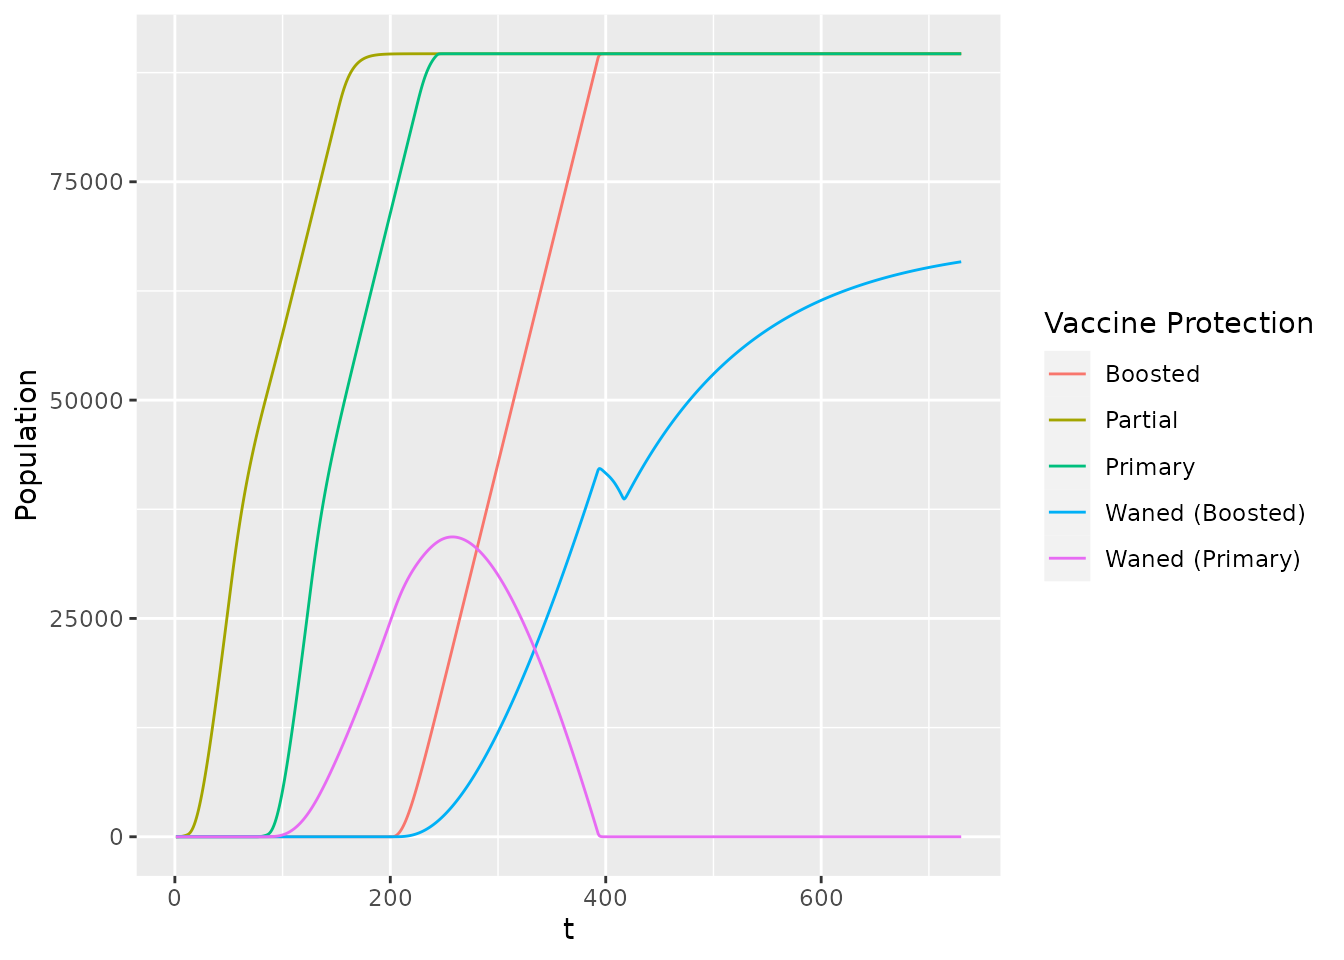 75000
50000
25000
0
Population
0
200
400
600
t
Vaccine Protection
Boosted
Partial
Primary
Waned (Boosted)
Waned (Primary)